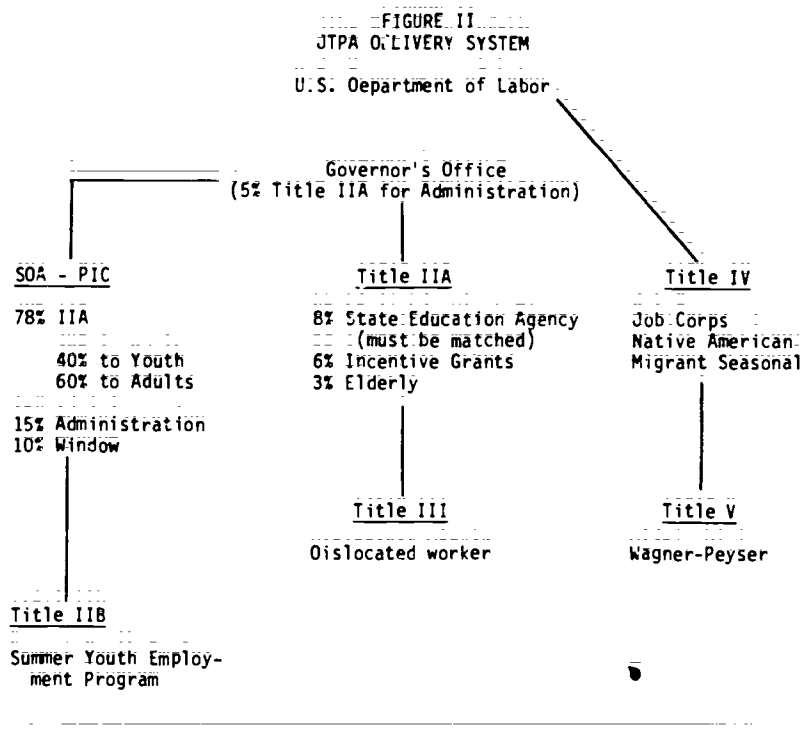 FIGURE II
JTPA OELIVERY SYSTEM
U.S. Oepartment of Labor
Governor's Office
(5% Title IIA for Administration)
SOA - PIC
78% IIA
40% to Youth
60% to Adults
15% Administration
10% Window
Title IIB
Summer Youth Employ-
ment Program
Title IIA
8% State Education Agency
(must be matched)
6% Incentive Grants
3% Elderly
Title III
Oislocated worker
Title IV
Job Corps
Native American
Migrant Seasonal
Title V
Wagner-Peyser